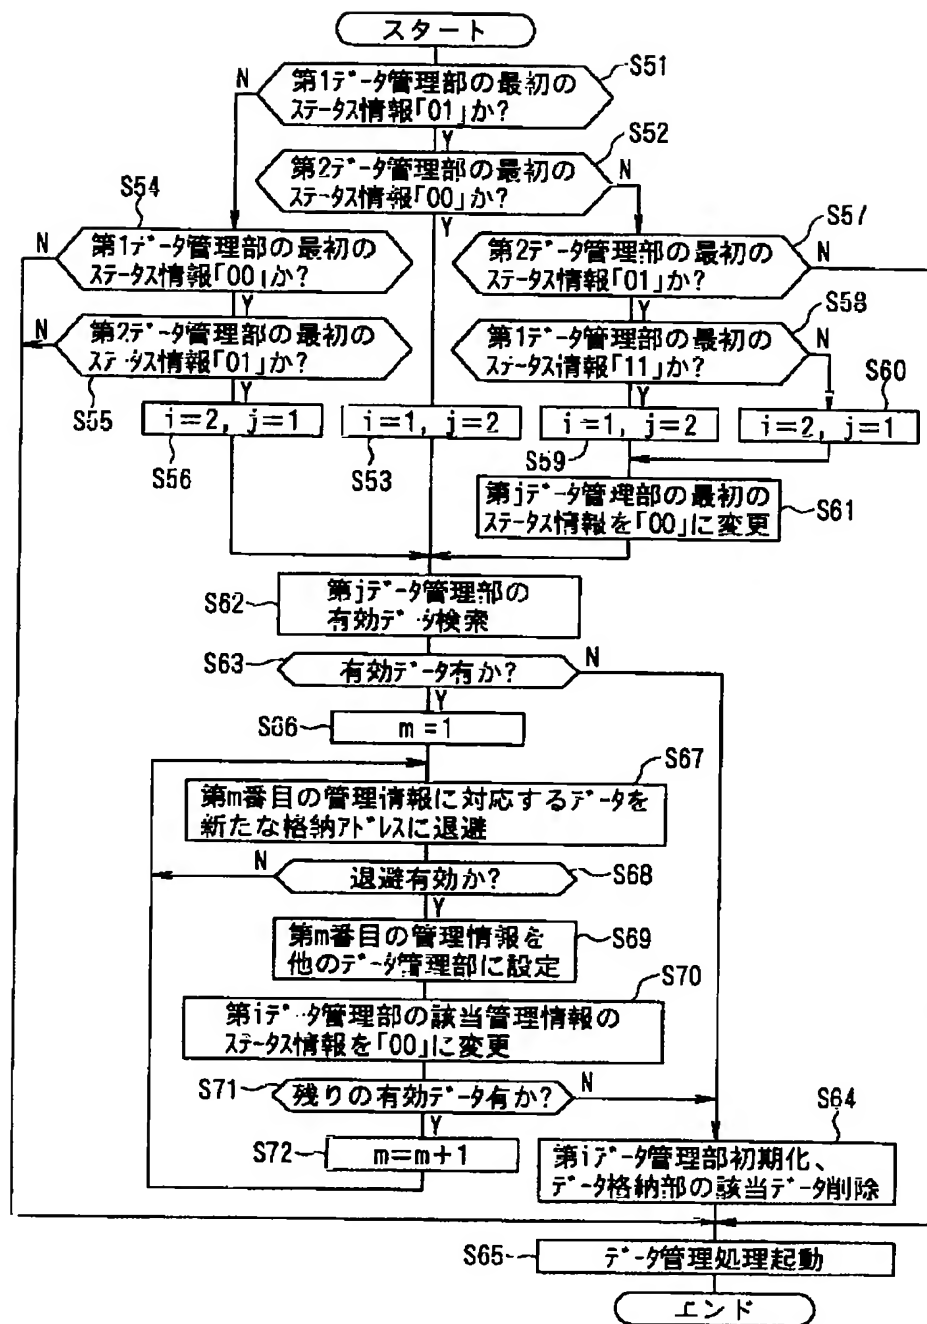 スタート
S51
N
第1データ管理部の最初の
ステータス情報「01」か?
Y
S52
第2データ管理部の最初の
ステータス情報「00」か?
N
Y
S54
N
第1データ管理部の最初の
ステータス情報「00」か?
Y
S57
第2データ管理部の最初の
ステータス情報「01」か?
N
Y
N
第2データ管理部の最初の
ステータス情報「01」か?
S55
Y
S58
第1データ管理部の最初の
ステータス情報「11」か?
N
Y
S60
i=2, j=1
S56
i=1, j=2
S53
i=1, j=2
S59
i=2, j=1
第jデータ管理部の最初の
ステータス情報を「00」に変更
S61
S62
第jデータ管理部の
有効データ検索
S63
有効データ有か?
N
Y
S66
m=1
S67
第m番目の管理情報に対応するデータを
新たな格納アドレスに退避
N
退避有効か?
S68
Y
第m番目の管理情報を
他のデータ管理部に設定
S69
S70
第iデータ管理部の該当管理情報の
ステータス情報を「00」に変更
S71
残りの有効データ有か?
N
Y
S72
m=m+1
S64
第iデータ管理部初期化、
データ格納部の該当データ削除
S65
データ管理処理起動
エンド